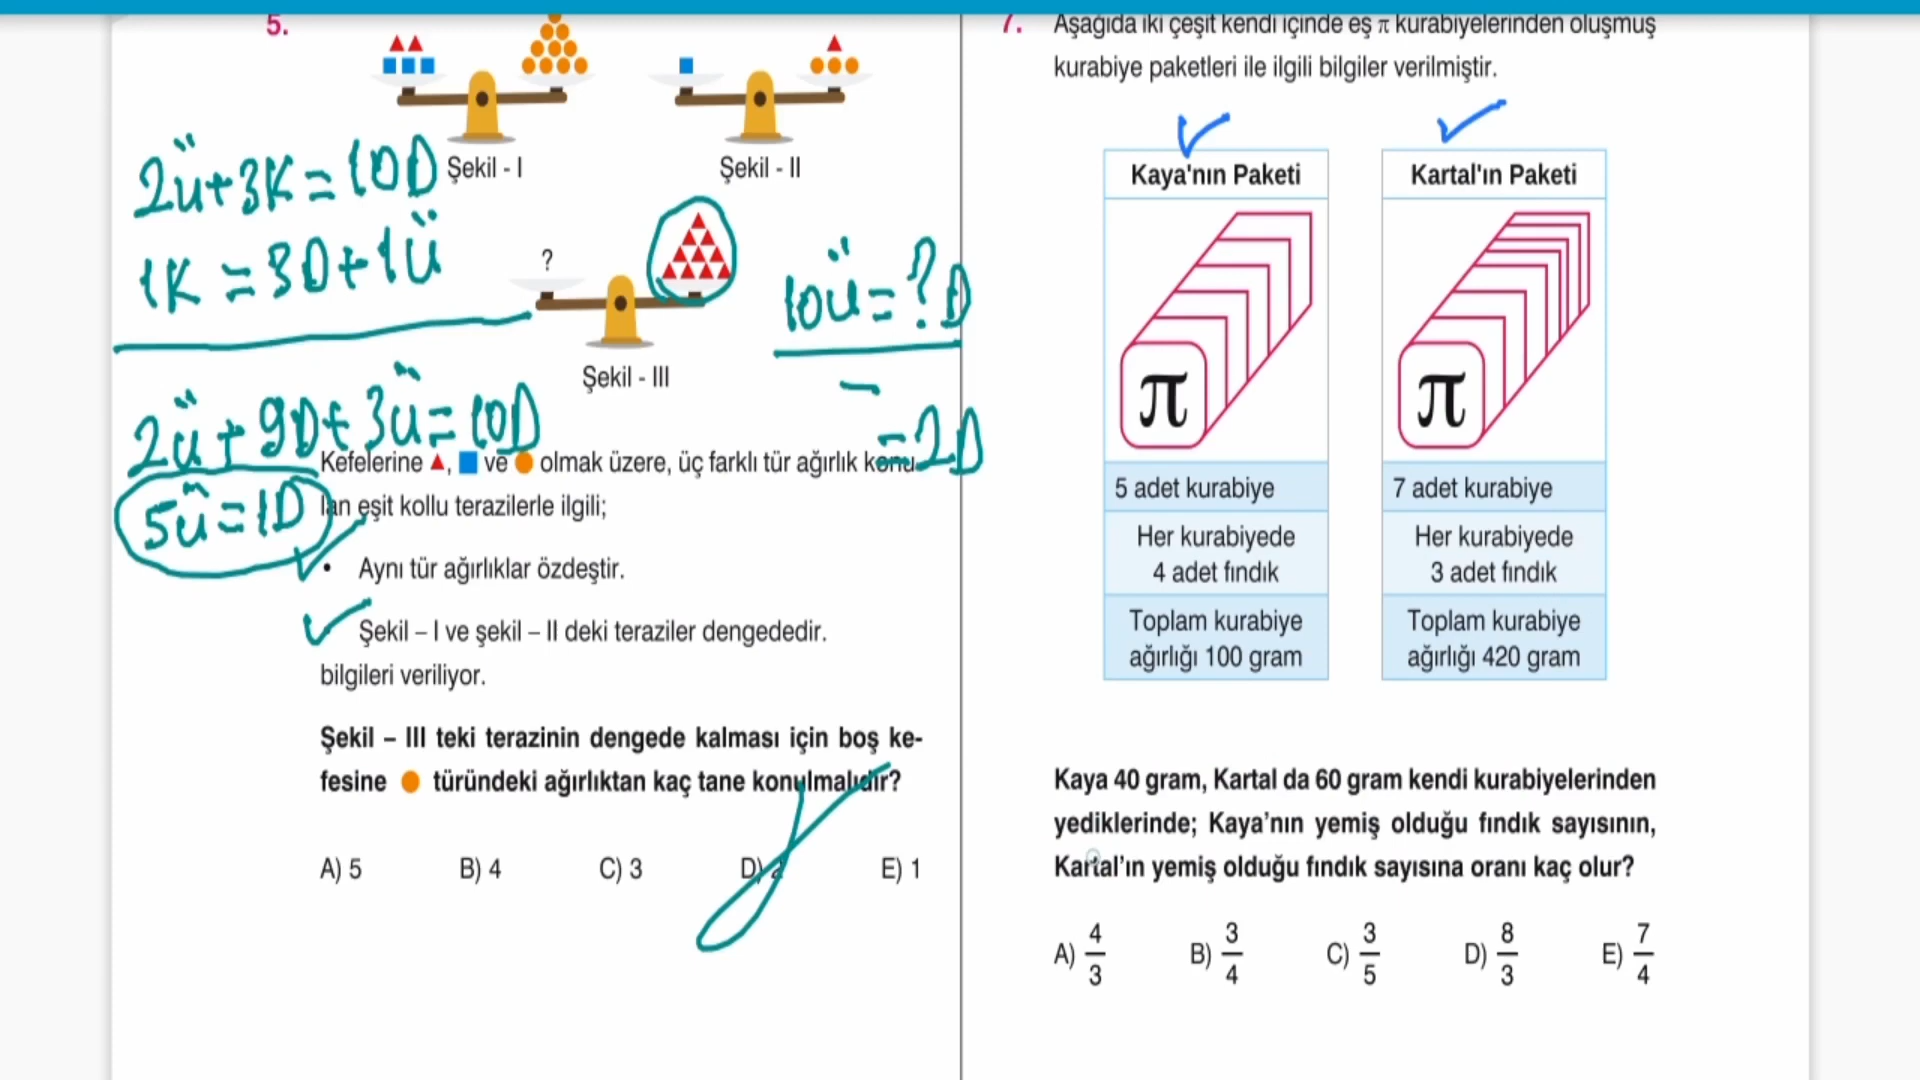 5.
Şekil - I
Şekil - II
2ü+3K=10D
1K=3D+1ü
?
10ü=?D
Şekil - III
=2D
2ü+9D+3ü=10D
5ü=1D
Kefelerine ▲, ■ ve ● olmak üzere, üç farklı tür ağırlık konu-
lan eşit kollu terazilerle ilgili;
• Aynı tür ağırlıklar özdeştir.
Şekil – I ve şekil – II deki teraziler dengededir.
bilgileri veriliyor.
Şekil – III teki terazinin dengede kalması için boş ke-
fesine ● türündeki ağırlıktan kaç tane konulmalıdır?
A) 5 B) 4 C) 3 D) 2 E) 1
7. Aşağıda iki çeşit kendi içinde eş π kurabiyelerinden oluşmuş
kurabiye paketleri ile ilgili bilgiler verilmiştir.
Kaya'nın Paketi
π
5 adet kurabiye
Her kurabiyede
4 adet fındık
Toplam kurabiye
ağırlığı 100 gram
Kartal'ın Paketi
π
7 adet kurabiye
Her kurabiyede
3 adet fındık
Toplam kurabiye
ağırlığı 420 gram
Kaya 40 gram, Kartal da 60 gram kendi kurabiyelerinden
yediklerinde; Kaya’nın yemiş olduğu fındık sayısının,
Kartal’ın yemiş olduğu fındık sayısına oranı kaç olur?
A) 4/3 B) 3/4 C) 3/5 D) 8/3 E) 7/4